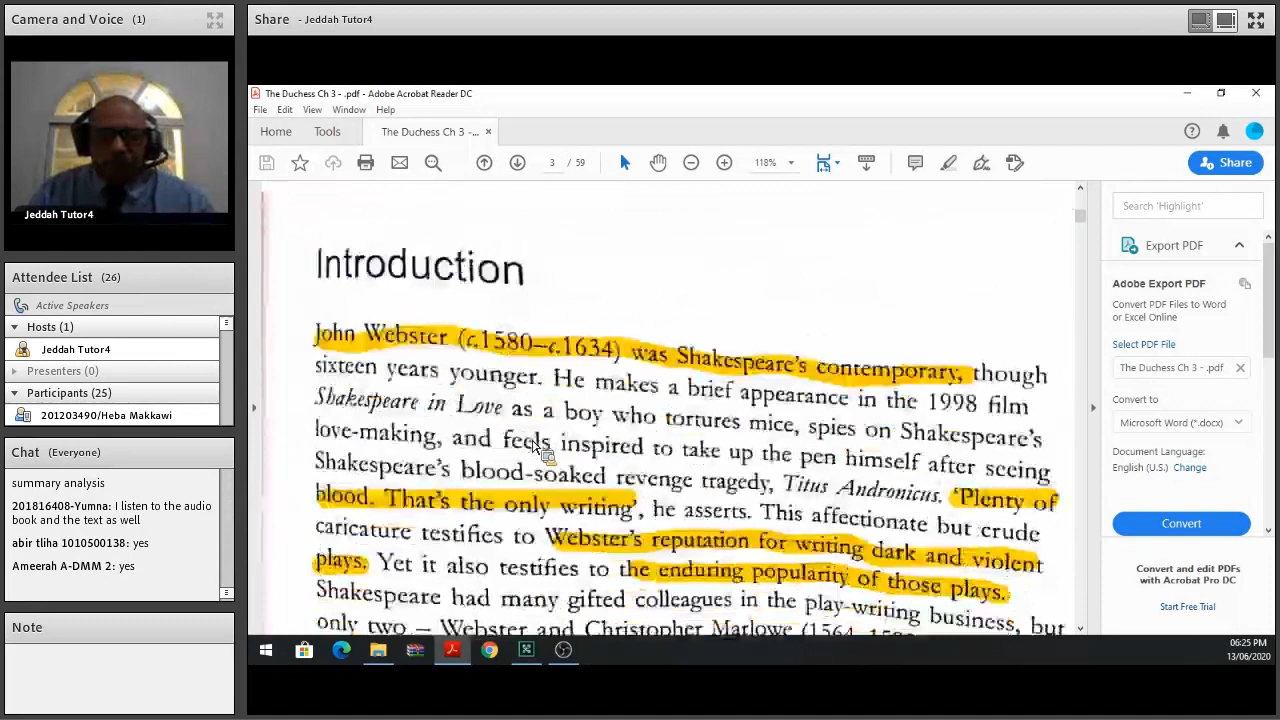 Camera and Voice (1)
Jeddah Tutor4
Attendee List (26)
Active Speakers
Hosts (1)
Jeddah Tutor4
Presenters (0)
Participants (25)
201203490/Heba Makkawi
Chat (Everyone)
summary analysis
201816408-Yumna: I listen to the audio
book and the text as well
abir tliha 1010500138: yes
Ameerah A-DMM 2: yes
Note
Share - Jeddah Tutor4
The Duchess Ch 3 - .pdf - Adobe Acrobat Reader DC
File Edit View Window Help
Home Tools The Duchess Ch 3 -...
3 / 59
118%
Share
Introduction
John Webster (c.1580–c.1634) was Shakespeare's contemporary, though
sixteen years younger. He makes a brief appearance in the 1998 film
Shakespeare in Love as a boy who tortures mice, spies on Shakespeare's
love-making, and feels inspired to take up the pen himself after seeing
Shakespeare's blood-soaked revenge tragedy, Titus Andronicus. 'Plenty of
blood. That's the only writing', he asserts. This affectionate but crude
caricature testifies to Webster's reputation for writing dark and violent
plays. Yet it also testifies to the enduring popularity of those plays.
Shakespeare had many gifted colleagues in the play-writing business, but
only two – Webster and Christopher Marlowe (1564
Search 'Highlight'
Export PDF
Adobe Export PDF
Convert PDF Files to Word
or Excel Online
Select PDF File
The Duchess Ch 3 - .pdf
Convert to
Microsoft Word (*.docx)
Document Language:
English (U.S.) Change
Convert
Convert and edit PDFs
with Acrobat Pro DC
Start Free Trial
06:25 PM
13/06/2020